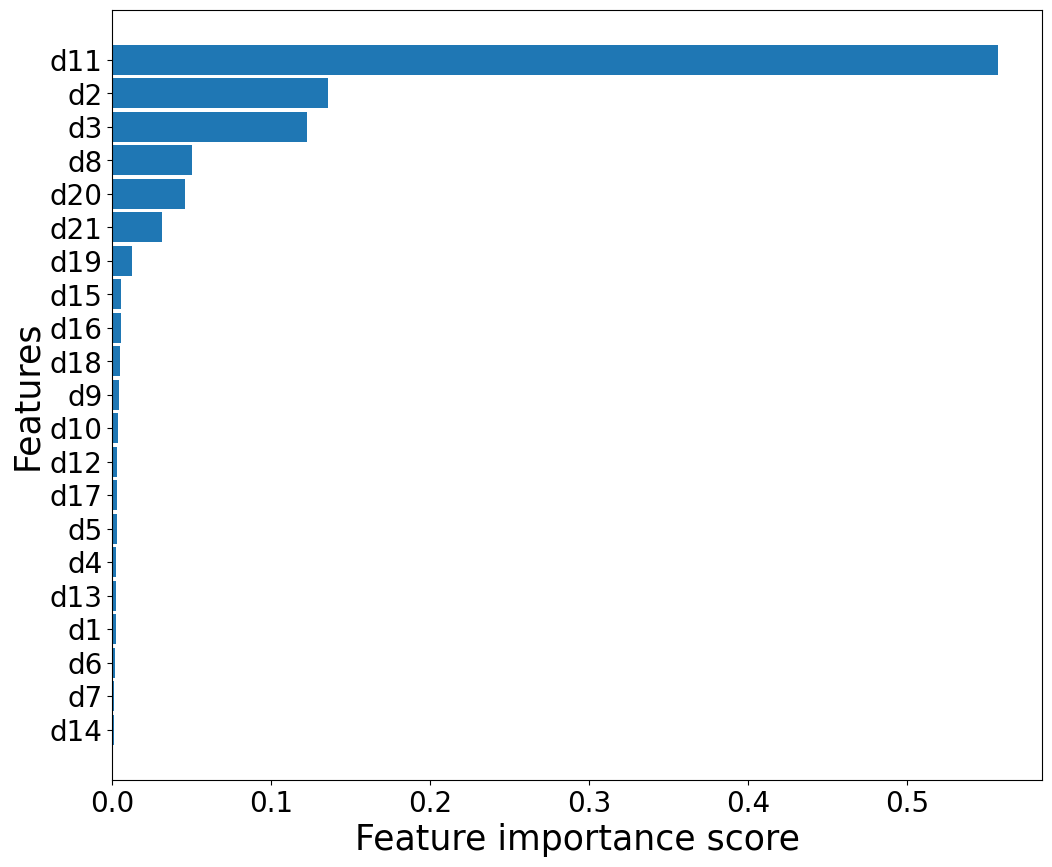 d11
d2
d3
d8
d20
d21
d19
d15
d16
d18
d9
d10
d12
d17
d5
d4
d13
d1
d6
d7
d14
Features
0.0 0.1 0.2 0.3 0.4 0.5
Feature importance score